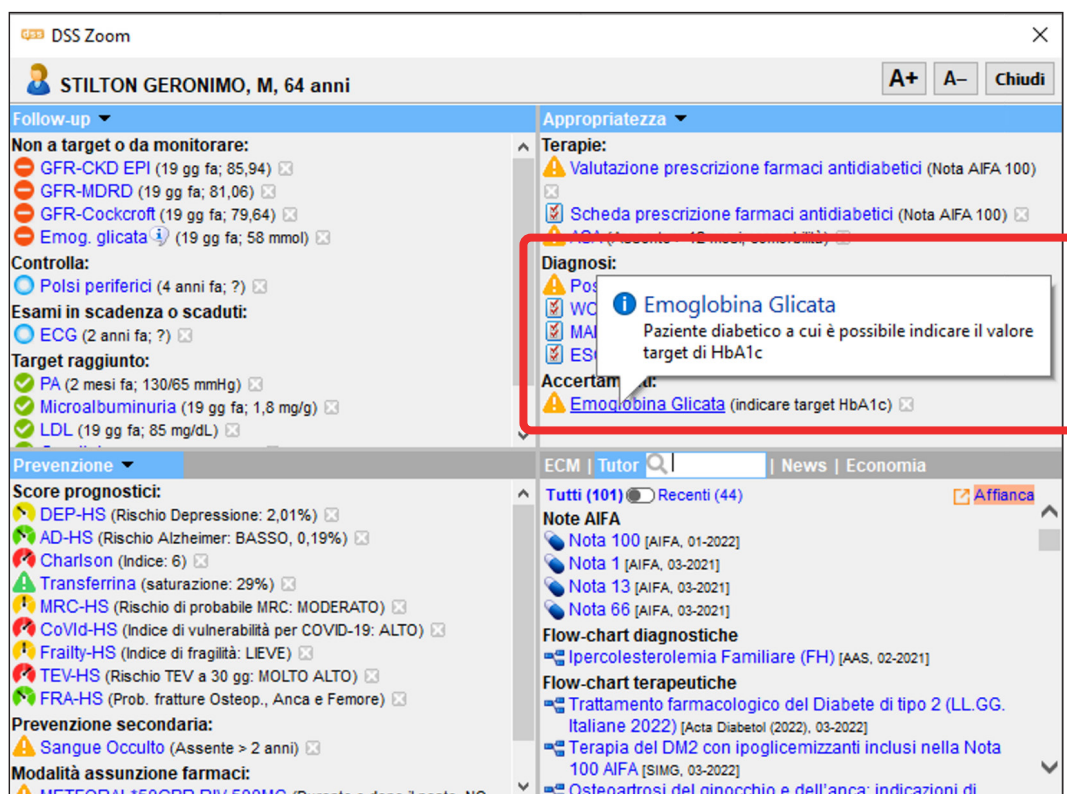 dss DSS Zoom
STILTON GERONIMO, M, 64 anni
A+ A– Chiudi
Follow-up
Non a target o da monitorare:
GFR-CKD EPI (19 gg fa; 85,94)
GFR-MDRD (19 gg fa; 81,06)
GFR-Cockcroft (19 gg fa; 79,64)
Emog. glicata (19 gg fa; 58 mmol)
Controlla:
Polsi periferici (4 anni fa; ?)
Esami in scadenza o scaduti:
ECG (2 anni fa; ?)
Target raggiunto:
PA (2 mesi fa; 130/65 mmHg)
Microalbuminuria (19 gg fa; 1,8 mg/g)
LDL (19 gg fa; 85 mg/dL)
Appropriatezza
Terapie:
Valutazione prescrizione farmaci antidiabetici (Nota AIFA 100)
Scheda prescrizione farmaci antidiabetici (Nota AIFA 100)
ASA (Assente > 12 mesi, comorbilità)
Diagnosi:
Emoglobina Glicata
Paziente diabetico a cui è possibile indicare il valore
target di HbA1c
Emoglobina Glicata (indicare target HbA1c)
Prevenzione
Score prognostici:
DEP-HS (Rischio Depressione: 2,01%)
AD-HS (Rischio Alzheimer: BASSO, 0,19%)
Charlson (Indice: 6)
Transferrina (saturazione: 29%)
MRC-HS (Rischio di probabile MRC: MODERATO)
CoVId-HS (Indice di vulnerabilità per COVID-19: ALTO)
Frailty-HS (Indice di fragilità: LIEVE)
TEV-HS (Rischio TEV a 30 gg: MOLTO ALTO)
FRA-HS (Prob. fratture Osteop., Anca e Femore)
Prevenzione secondaria:
Sangue Occulto (Assente > 2 anni)
Modalità assunzione farmaci:
ECM | Tutor | News | Economia
Tutti (101) Recenti (44) Affianca
Note AIFA
Nota 100 [AIFA, 01-2022]
Nota 1 [AIFA, 03-2021]
Nota 13 [AIFA, 03-2021]
Nota 66 [AIFA, 03-2021]
Flow-chart diagnostiche
Ipercolesterolemia Familiare (FH) [AAS, 02-2021]
Flow-chart terapeutiche
Trattamento farmacologico del Diabete di tipo 2 (LL.GG.
Italiane 2022) [Acta Diabetol (2022), 03-2022]
Terapia del DM2 con ipoglicemizzanti inclusi nella Nota
100 AIFA [SIMG, 03-2022]
Osteoartrosi del ginocchio e dell'anca: indicazioni di